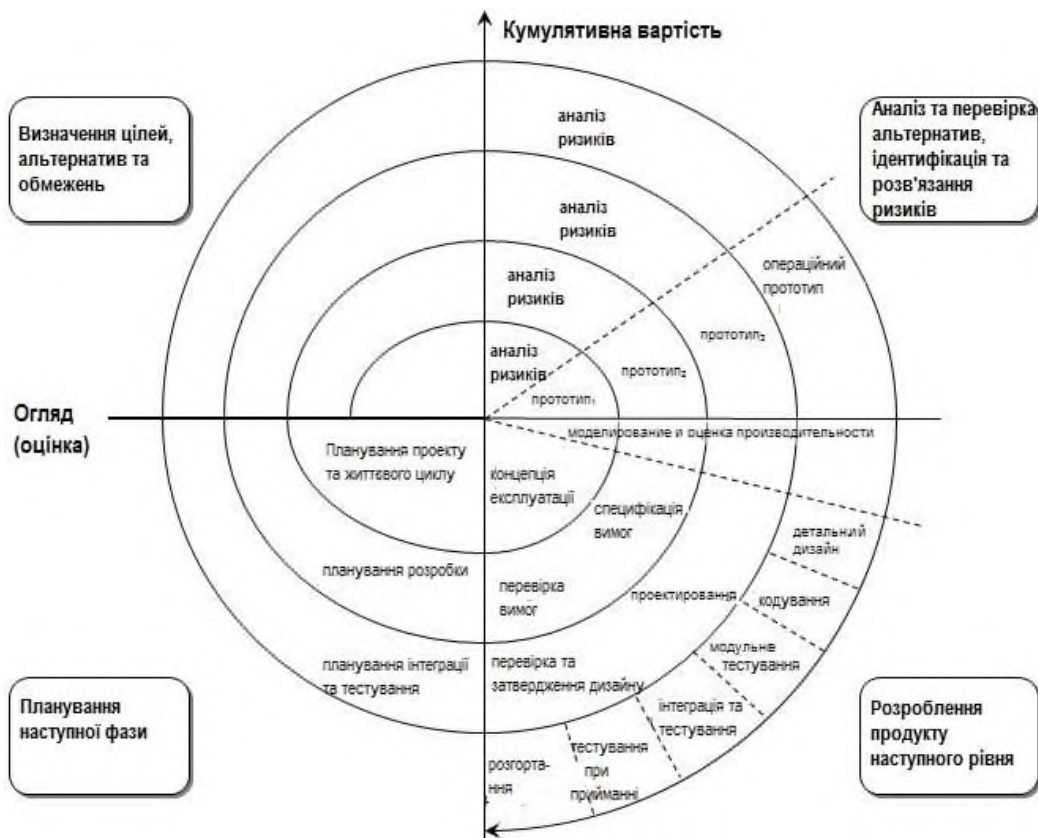 Кумулятивна вартість
Визначення цілей,
альтернатив та
обмежень
Аналіз та перевірка
альтернатив,
ідентифікація та
розв'язання
ризиків
аналіз
ризиків
аналіз
ризиків
аналіз
ризиків
аналіз
ризиків
операційний
прототип
прототип₃
прототип₂
прототип₁
Огляд
(оцінка)
моделирование и оценка производительности
Планування проекту
та життєвого циклу
концепція
експлуатації
специфікація
вимог
детальний
дизайн
планування розробки
перевірка
вимог
проектировання
кодування
модульне
тестування
планування інтеграції
та тестування
перевірка та
затвердження дизайну
інтеграція та
тестування
тестування
при
прийманні
розгорта-
ння
Планування
наступної фази
Розроблення
продукту
наступного рівня